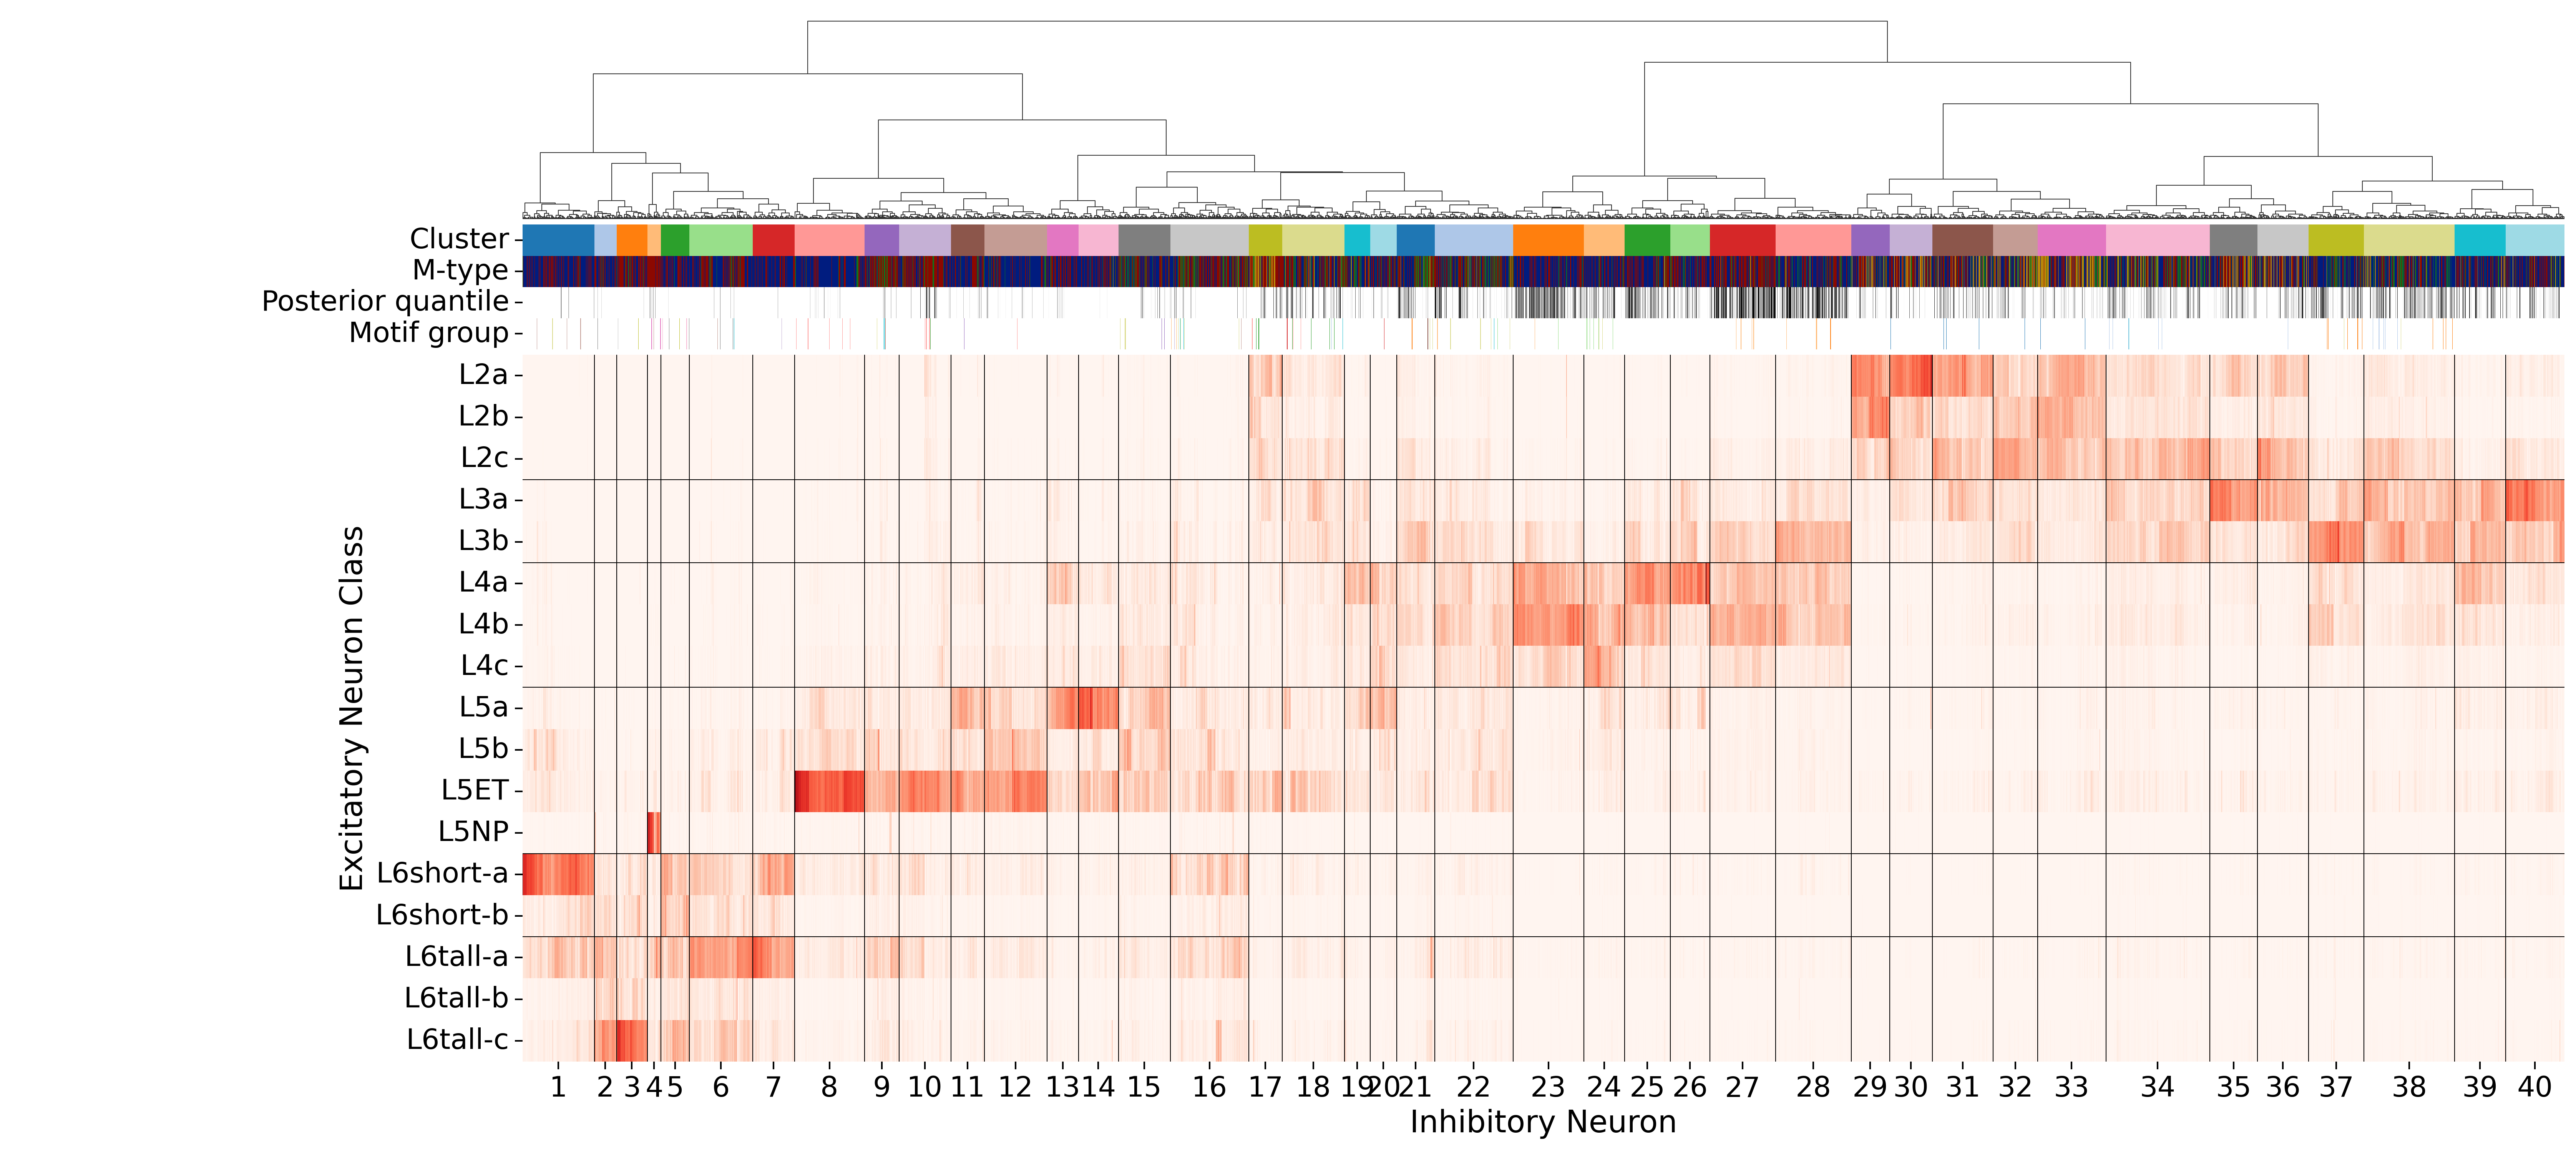 Cluster
M-type
Posterior quantile
Motif group
Excitatory Neuron Class
L2a
L2b
L2c
L3a
L3b
L4a
L4b
L4c
L5a
L5b
L5ET
L5NP
L6short-a
L6short-b
L6tall-a
L6tall-b
L6tall-c
1 2 3 4 5 6 7 8 9 10 11 12 13 14 15 16 17 18 19 20 21 22 23 24 25 26 27 28 29 30 31 32 33 34 35 36 37 38 39 40
Inhibitory Neuron